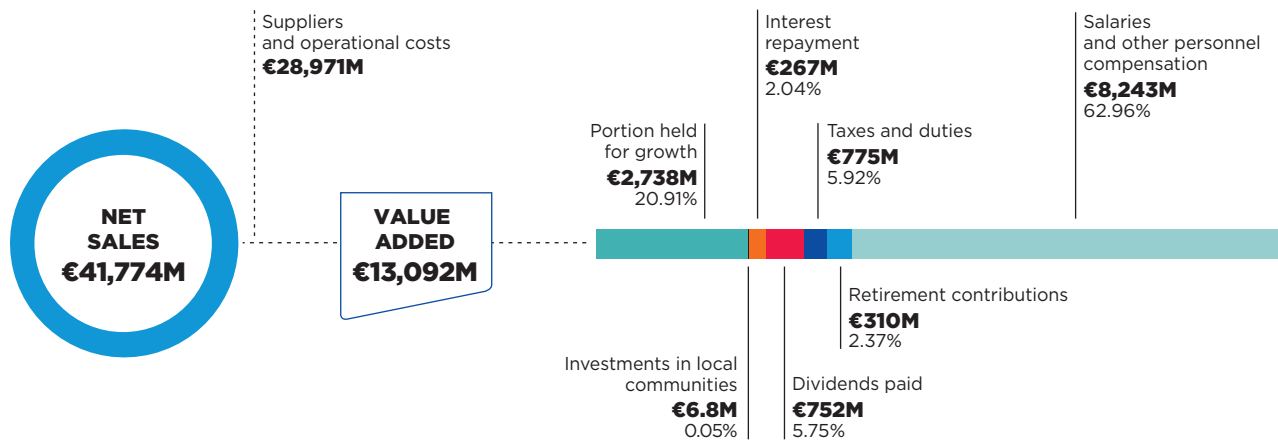 Suppliers
and operational costs
€28,971M
Interest
repayment
€267M
2.04%
Salaries
and other personnel
compensation
€8,243M
62.96%
Portion held
for growth
€2,738M
20.91%
Taxes and duties
€775M
5.92%
NET
SALES
€41,774M
VALUE
ADDED
€13,092M
Retirement contributions
€310M
2.37%
Investments in local
communities
€6.8M
0.05%
Dividends paid
€752M
5.75%